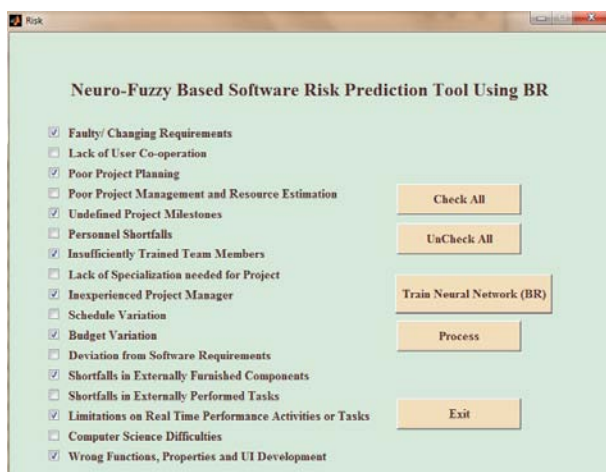 Risk
Neuro-Fuzzy Based Software Risk Prediction Tool Using BR
Faulty/ Changing Requirements
Lack of User Co-operation
Poor Project Planning
Poor Project Management and Resource Estimation
Undefined Project Milestones
Personnel Shortfalls
Insufficiently Trained Team Members
Lack of Specialization needed for Project
Inexperienced Project Manager
Schedule Variation
Budget Variation
Deviation from Software Requirements
Shortfalls in Externally Furnished Components
Shortfalls in Externally Performed Tasks
Limitations on Real Time Performance Activities or Tasks
Computer Science Difficulties
Wrong Functions, Properties and UI Development
Check All
UnCheck All
Train Neural Network (BR)
Process
Exit